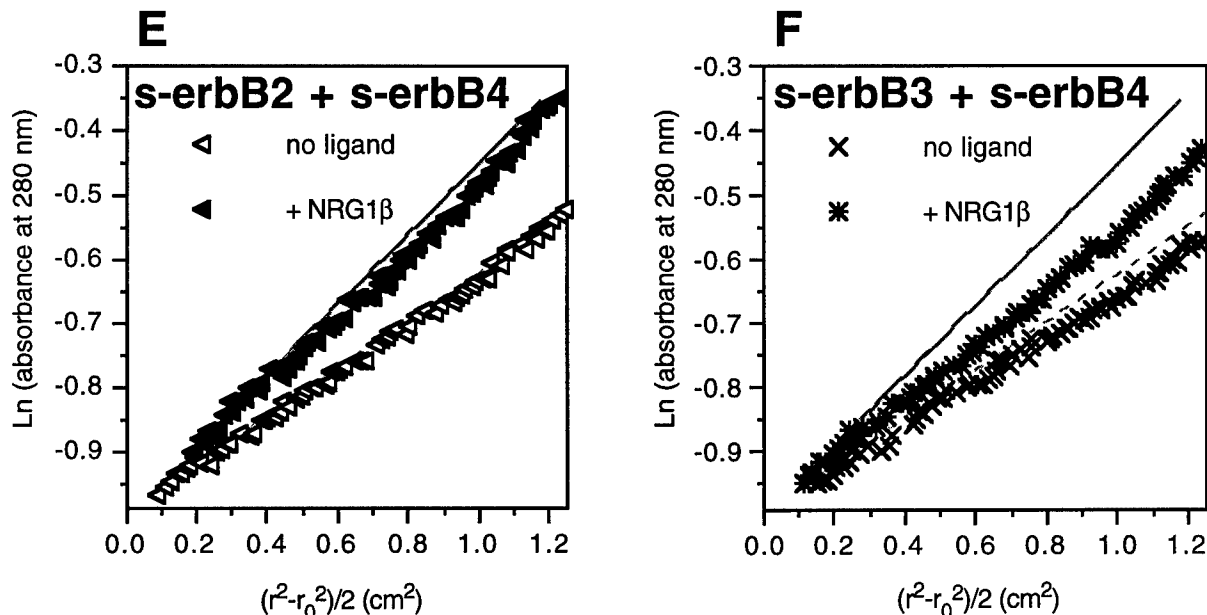 E
s-erbB2 + s-erbB4
no ligand
+ NRG1β
Ln (absorbance at 280 nm)
-0.3
-0.4
-0.5
-0.6
-0.7
-0.8
-0.9
0.0 0.2 0.4 0.6 0.8 1.0 1.2
(r²-r₀²)/2 (cm²)
F
s-erbB3 + s-erbB4
no ligand
+ NRG1β
Ln (absorbance at 280 nm)
-0.3
-0.4
-0.5
-0.6
-0.7
-0.8
-0.9
0.0 0.2 0.4 0.6 0.8 1.0 1.2
(r²-r₀²)/2 (cm²)